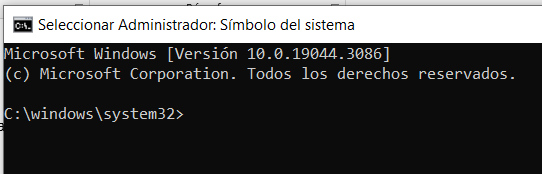 Seleccionar Administrador: Símbolo del sistema
Microsoft Windows [Versión 10.0.19044.3086]
(c) Microsoft Corporation. Todos los derechos reservados.
C:\windows\system32>